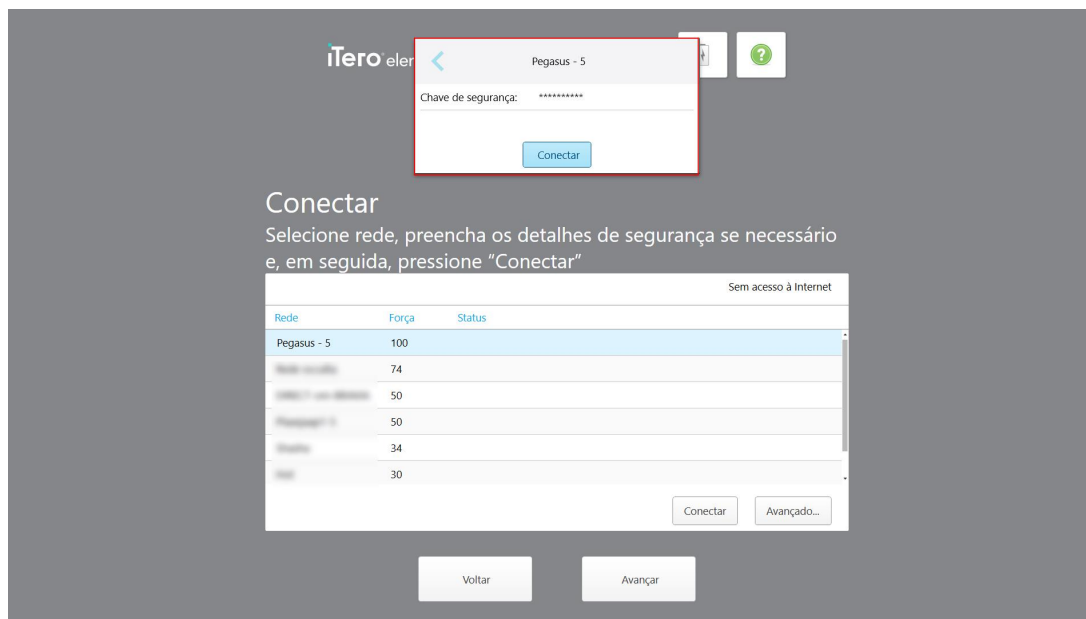 iTero eler
Pegasus - 5
Chave de segurança: **********
Conectar
Conectar
Selecione rede, preencha os detalhes de segurança se necessário
e, em seguida, pressione “Conectar”
Sem acesso à Internet
Rede Força Status
Pegasus - 5 100
74
50
50
34
30
Conectar Avançado...
Voltar Avançar